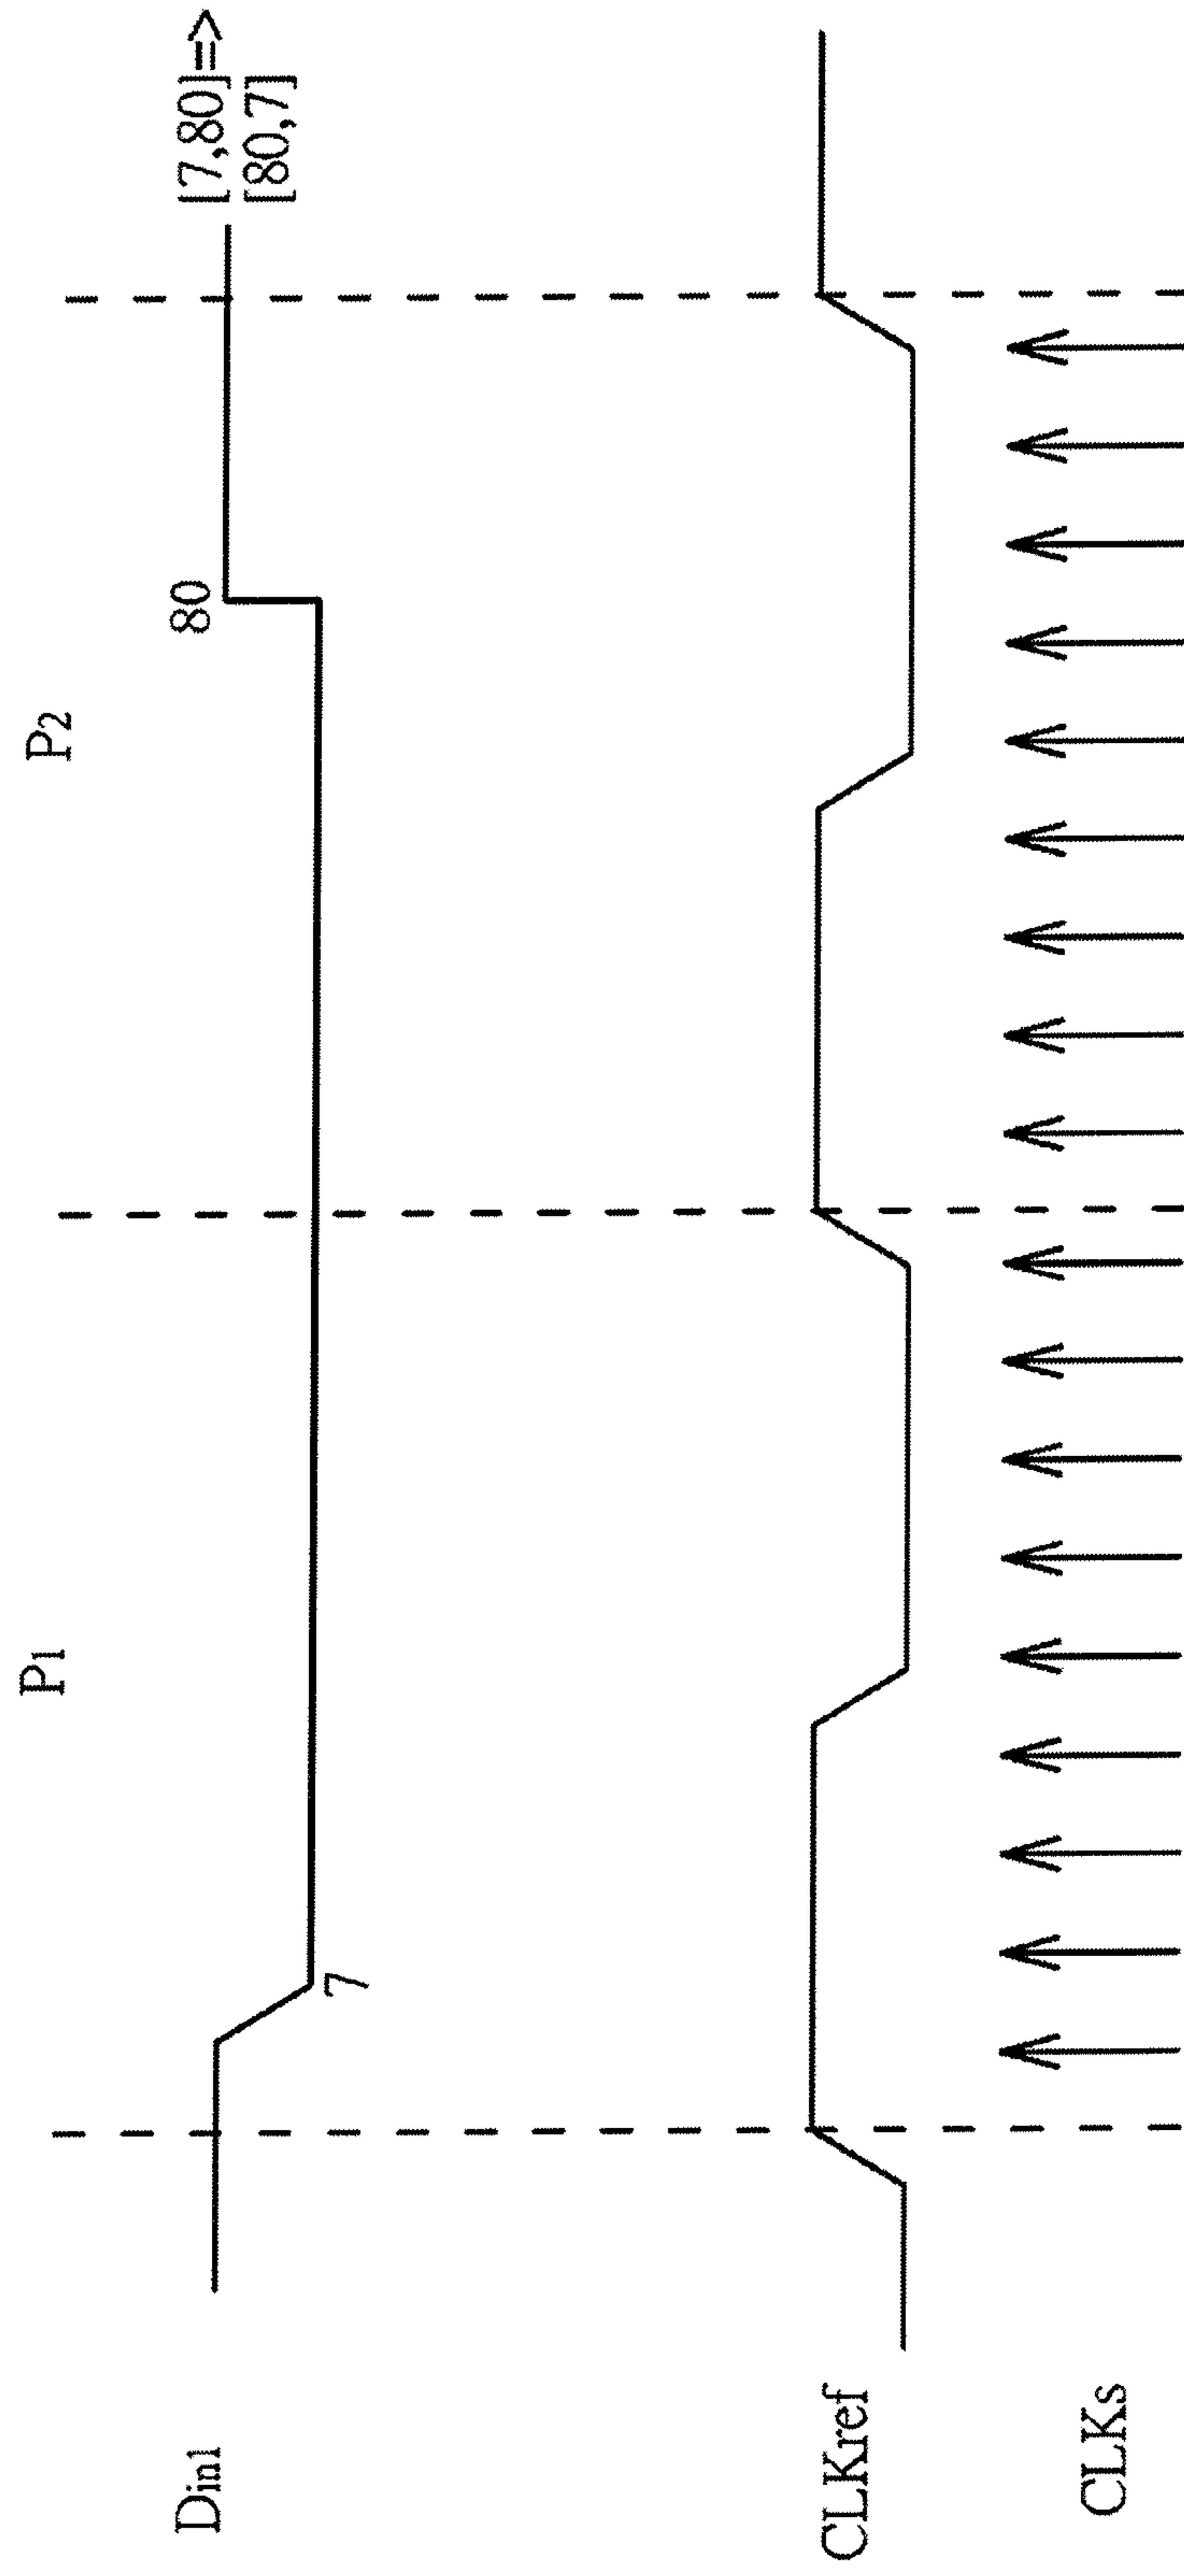 P1
P2
Din1
7
80
[7,80]=>
[80,7]
CLKref
CLKs